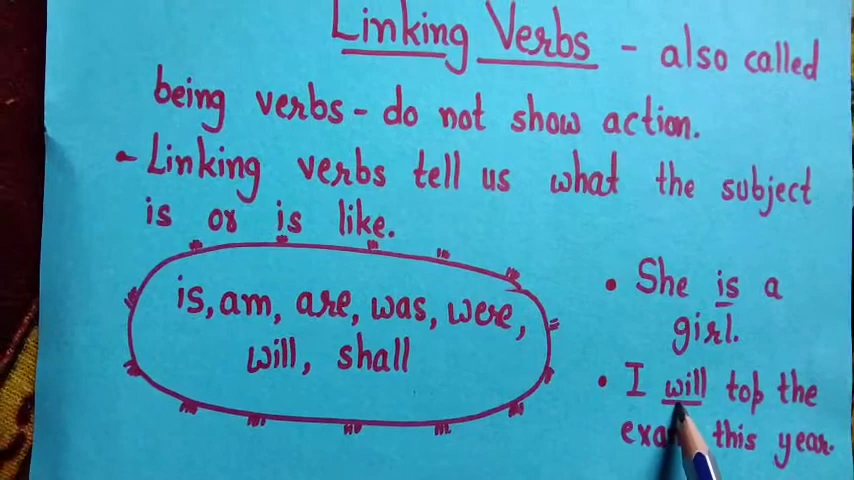 Linking Verbs - also called
being verbs - do not show action.
- Linking verbs tell us what the subject
is or is like.
is, am, are, was, were,
will, shall
• She is a
girl.
• I will top the
exam this year.